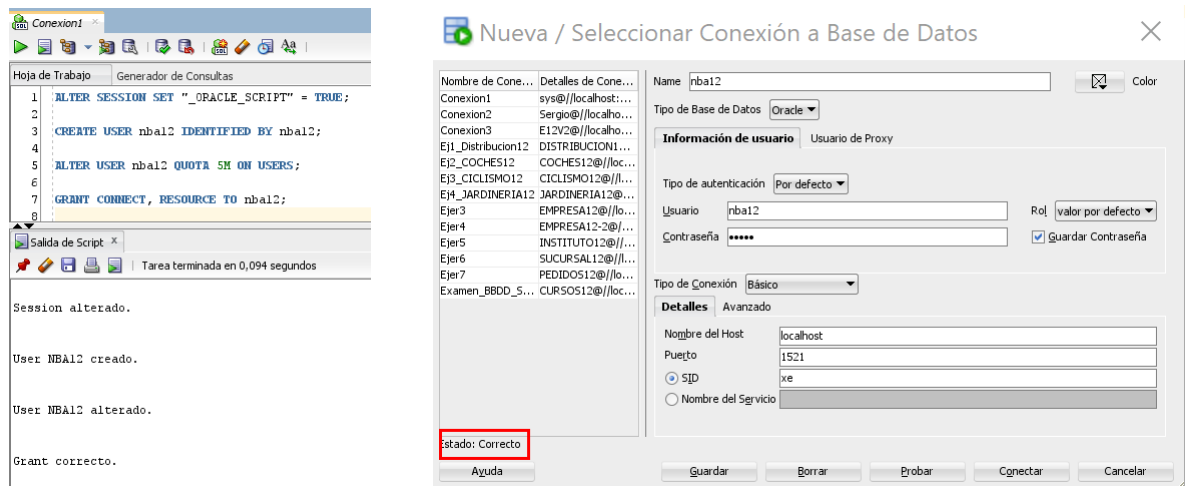 Conexion1
Hoja de Trabajo Generador de Consultas
1 ALTER SESSION SET "_ORACLE_SCRIPT" = TRUE;
2
3 CREATE USER nba12 IDENTIFIED BY nba12;
4
5 ALTER USER nba12 QUOTA 5M ON USERS;
6
7 GRANT CONNECT, RESOURCE TO nba12;
8
Salida de Script
Tarea terminada en 0,094 segundos
Session alterado.
User NBA12 creado.
User NBA12 alterado.
Grant correcto.
Nueva / Seleccionar Conexión a Base de Datos
Nombre de Cone... Detalles de Cone...
Conexion1 sys@//localhost:...
Conexion2 Sergio@//localho...
Conexion3 E12V2@//localho...
Ej1_Distribucion12 DISTRIBUCION1...
Ej2_COCHES12 COCHES12@//loc...
Ej3_CICLISMO12 CICLISMO12@//l...
Ej4_JARDINERIA12 JARDINERIA12@...
Ejer3 EMPRESA12@//lo...
Ejer4 EMPRESA12-2@/...
Ejer5 INSTITUTO12@//...
Ejer6 SUCURSAL12@//l...
Ejer7 PEDIDOS12@//lo...
Examen_BBDD_S... CURSOS12@//loc...
Estado: Correcto
Name nba12 Color
Tipo de Base de Datos Oracle
Información de usuario Usuario de Proxy
Tipo de autenticación Por defecto
Usuario nba12 Rol valor por defecto
Contraseña ••••• Guardar Contraseña
Tipo de Conexión Básico
Detalles Avanzado
Nombre del Host localhost
Puerto 1521
SID xe
Nombre del Servicio
Ayuda Guardar Borrar Probar Conectar Cancelar